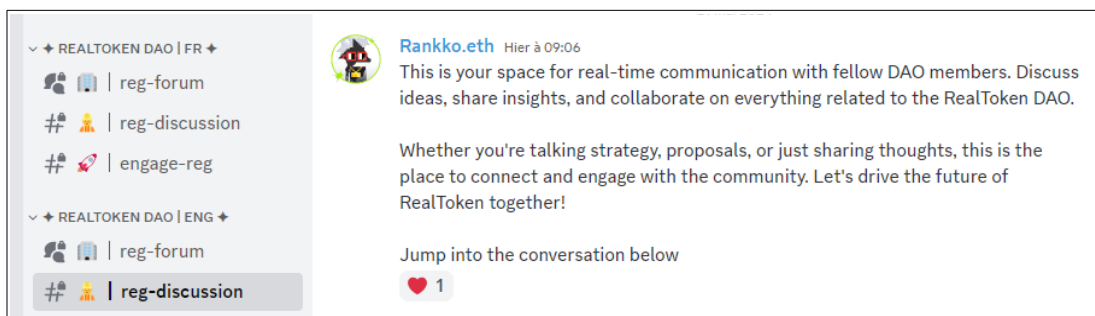 ✦ REALTOKEN DAO | FR ✦
reg-forum
reg-discussion
engage-reg
✦ REALTOKEN DAO | ENG ✦
reg-forum
reg-discussion
Rankko.eth Hier à 09:06
This is your space for real-time communication with fellow DAO members. Discuss
ideas, share insights, and collaborate on everything related to the RealToken DAO.
Whether you're talking strategy, proposals, or just sharing thoughts, this is the
place to connect and engage with the community. Let's drive the future of
RealToken together!
Jump into the conversation below
1